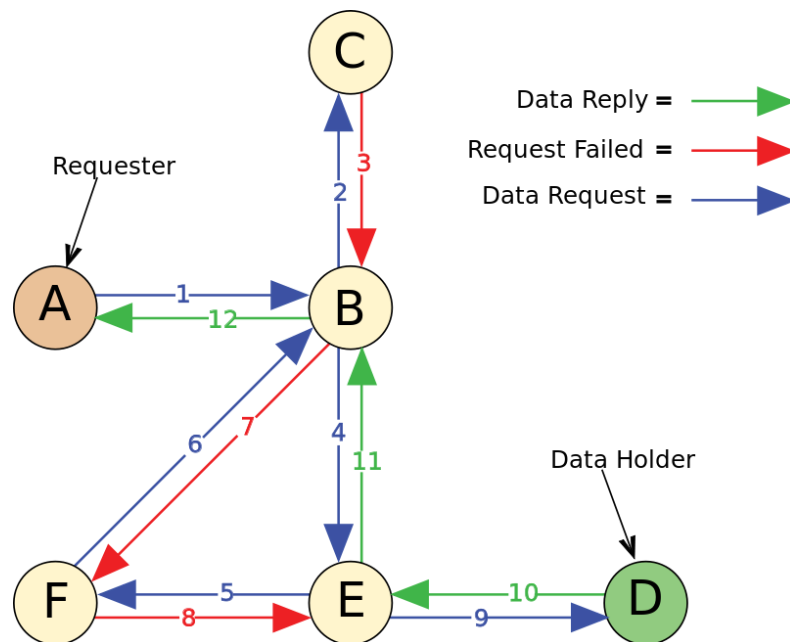 C
Data Reply =
Request Failed =
3
Requester
2
Data Request =
A
1
B
12
7
6
4
11
Data Holder
F
5
E
10
D
8
9